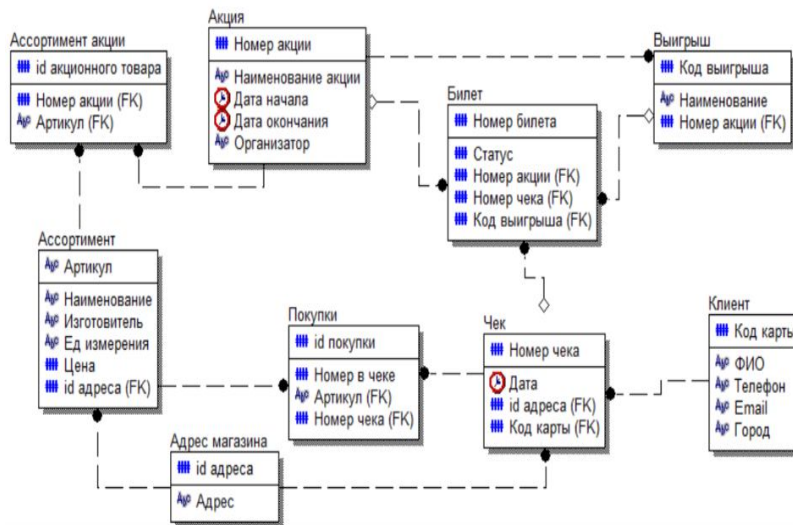 Ассортимент акции
id акционного товара
Номер акции (FK)
Артикул (FK)
Акция
Номер акции
Наименование акции
Дата начала
Дата окончания
Организатор
Выигрыш
Код выигрыша
Наименование
Номер акции (FK)
Билет
Номер билета
Статус
Номер акции (FK)
Номер чека (FK)
Код выигрыша (FK)
Ассортимент
Артикул
Наименование
Изготовитель
Ед измерения
Цена
id адреса (FK)
Покупки
id покупки
Номер в чеке
Артикул (FK)
Номер чека (FK)
Чек
Номер чека
Дата
id адреса (FK)
Код карты (FK)
Клиент
Код карты
ФИО
Телефон
Email
Город
Адрес магазина
id адреса
Адрес